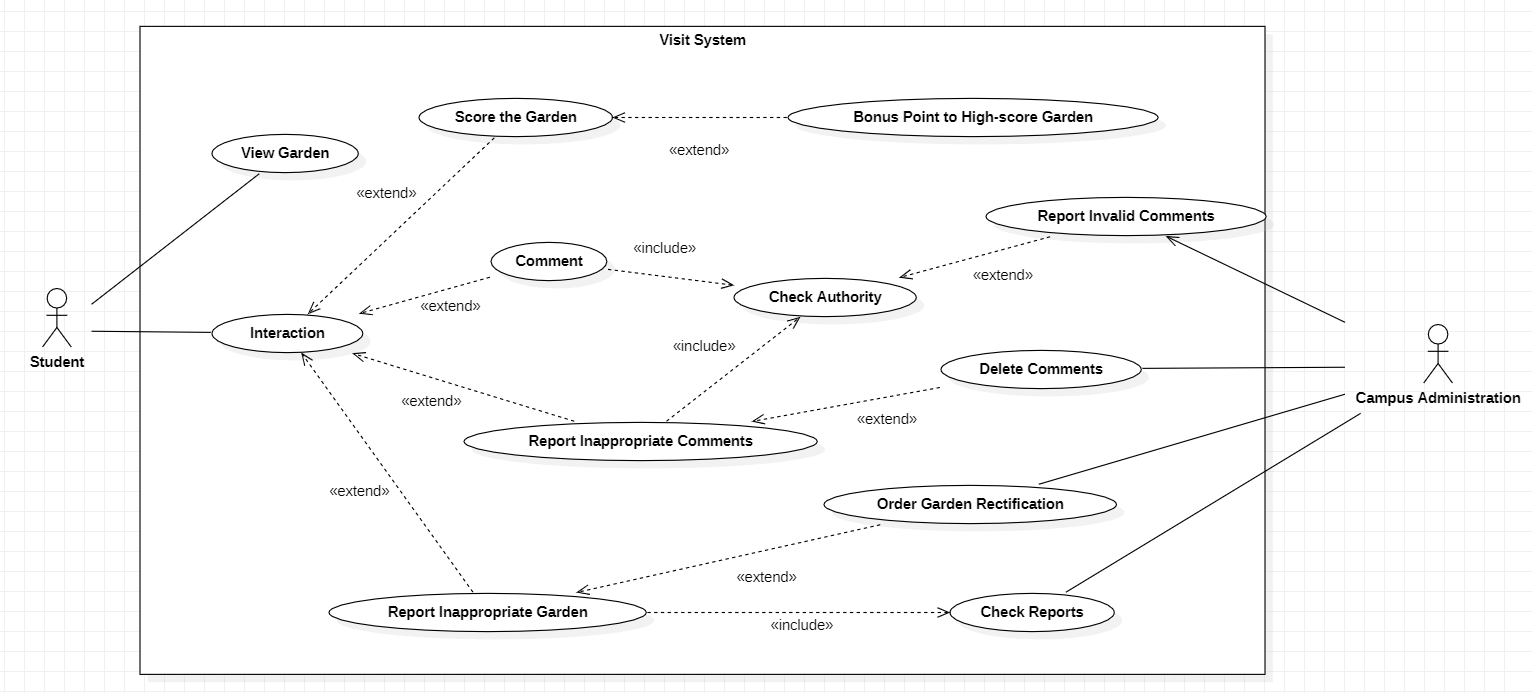 Visit System
Score the Garden
Bonus Point to High-score Garden
«extend»
View Garden
«extend»
Report Invalid Comments
Comment
«include»
«extend»
Check Authority
«extend»
Interaction
«include»
Student
Delete Comments
Campus Administration
«extend»
«extend»
Report Inappropriate Comments
«extend»
Order Garden Rectification
«extend»
Report Inappropriate Garden
Check Reports
«include»